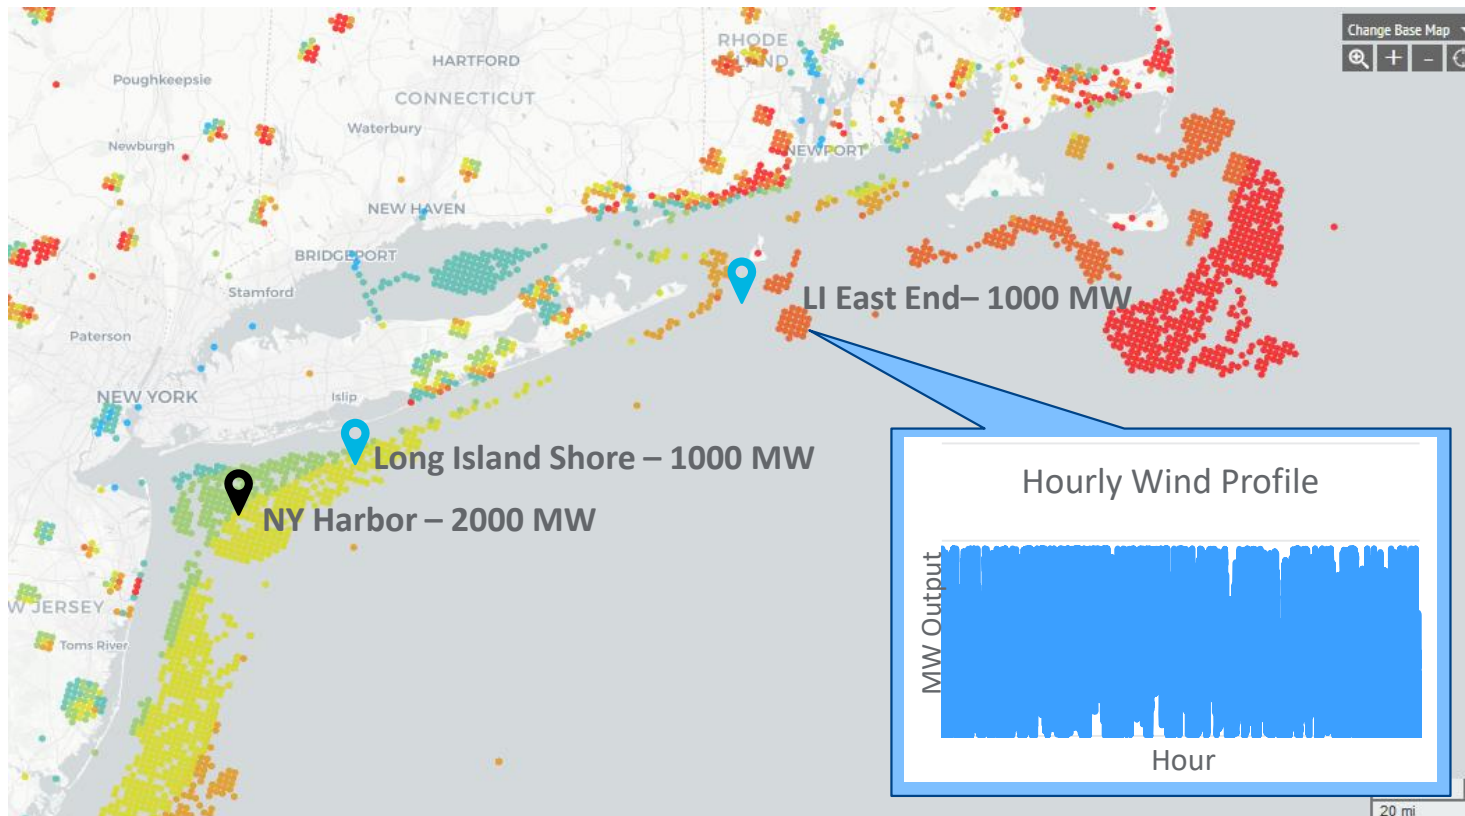 Change Base Map
RHODE
ISLAND
HARTFORD
Poughkeepsie
CONNECTICUT
Waterbury
Newburgh
NEWPORT
NEW HAVEN
BRIDGEPORT
Stamford
LI East End– 1000 MW
Paterson
NEW YORK
Islip
Long Island Shore – 1000 MW
NY Harbor – 2000 MW
Hourly Wind Profile
MW Output
Hour
W JERSEY
Toms River
20 mi